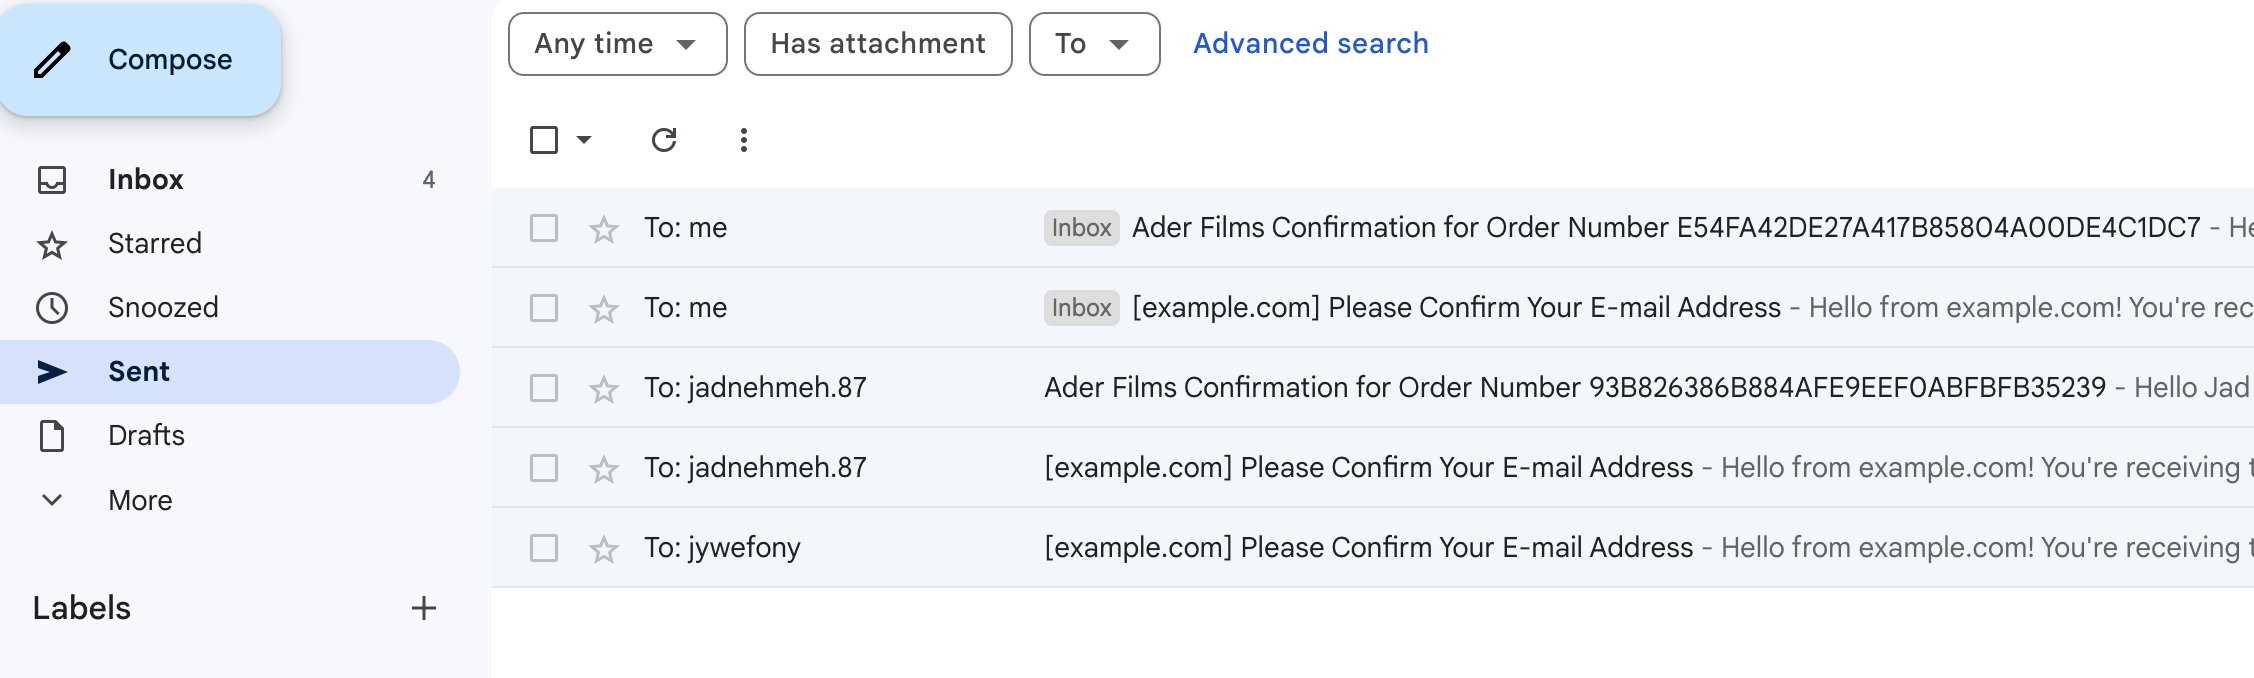 Compose
Inbox 4
Starred
Snoozed
Sent
Drafts
More
Labels
Any time Has attachment To Advanced search
To: me Inbox Ader Films Confirmation for Order Number E54FA42DE27A417B85804A00DE4C1DC7 - He
To: me Inbox [example.com] Please Confirm Your E-mail Address - Hello from example.com! You're rec
To: jadnehmeh.87 Ader Films Confirmation for Order Number 93B826386B884AFE9EEF0ABFBFB35239 - Hello Jad
To: jadnehmeh.87 [example.com] Please Confirm Your E-mail Address - Hello from example.com! You're receiving t
To: jywefony [example.com] Please Confirm Your E-mail Address - Hello from example.com! You're receiving t